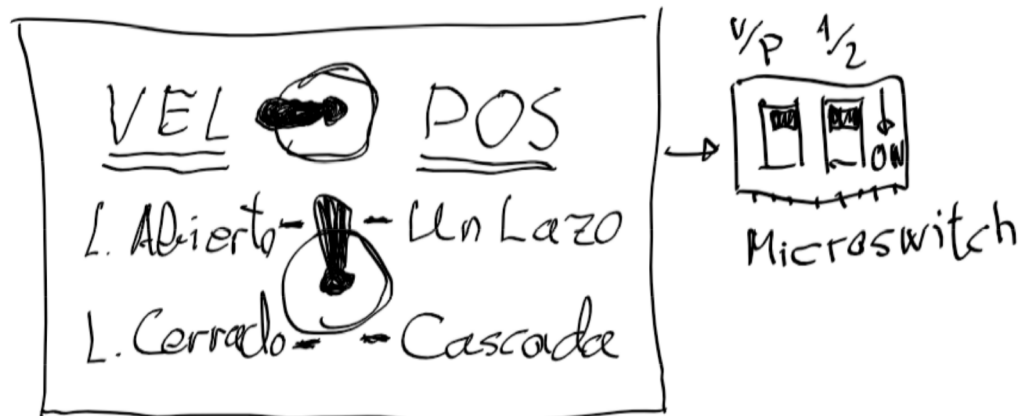 VEL POS
L. Abierto - - Un Lazo
L. Cerrado - - Cascada
V/P 1/2
ON
Microswitch